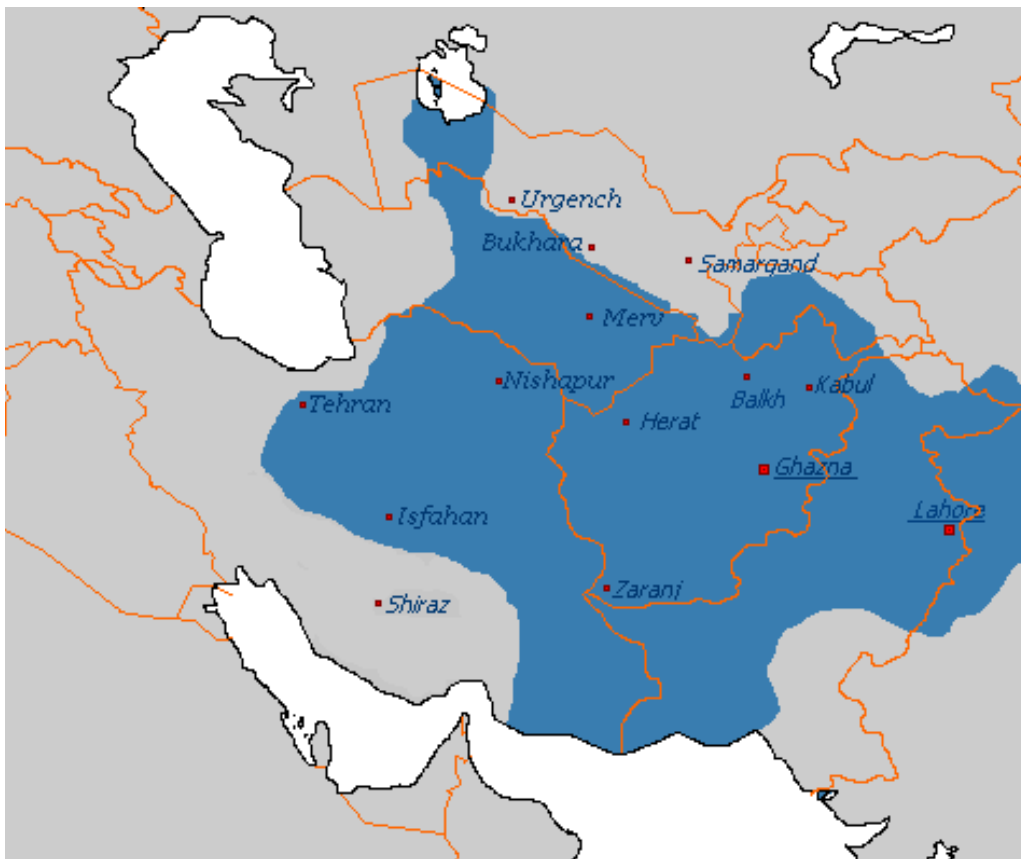 Urgench
Bukhara
Samarqand
Merv
Nishapur
Tehran
Balkh
Kabul
Herat
Ghazna
Isfahan
Lahore
Zaranj
Shiraz